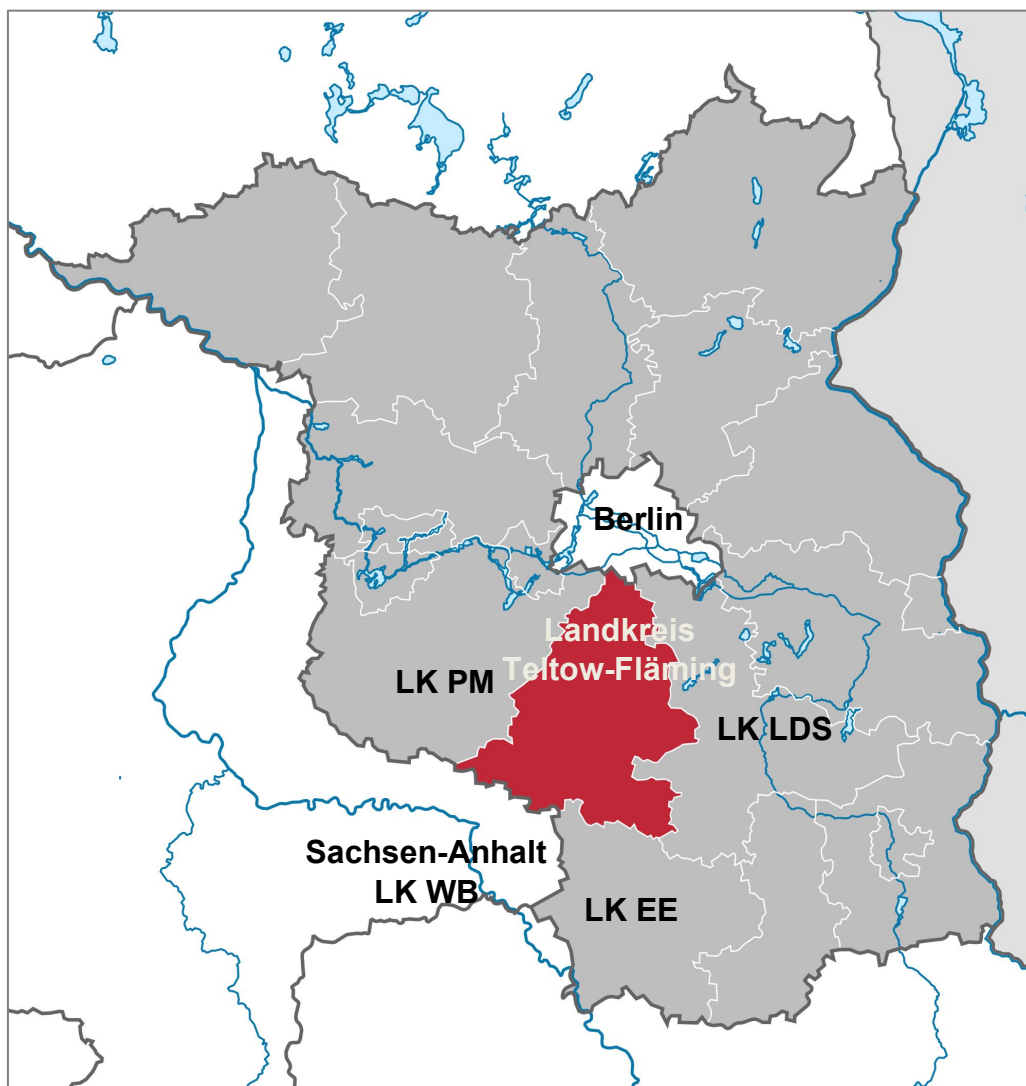 Berlin
Landkreis
Teltow-Fläming
LK PM
LK LDS
Sachsen-Anhalt
LK WB
LK EE